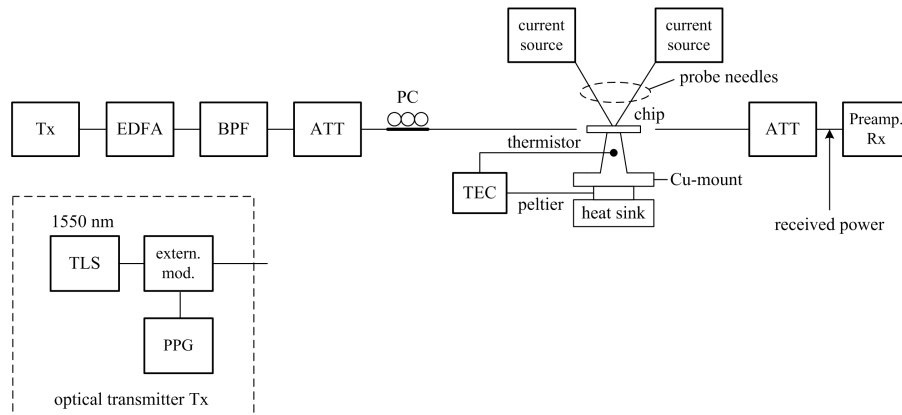 current
source
current
source
probe needles
PC
chip
Tx
EDFA
BPF
ATT
ATT
Preamp.
Rx
thermistor
TEC
Cu-mount
peltier
heat sink
received power
1550 nm
TLS
extern.
mod.
PPG
optical transmitter Tx